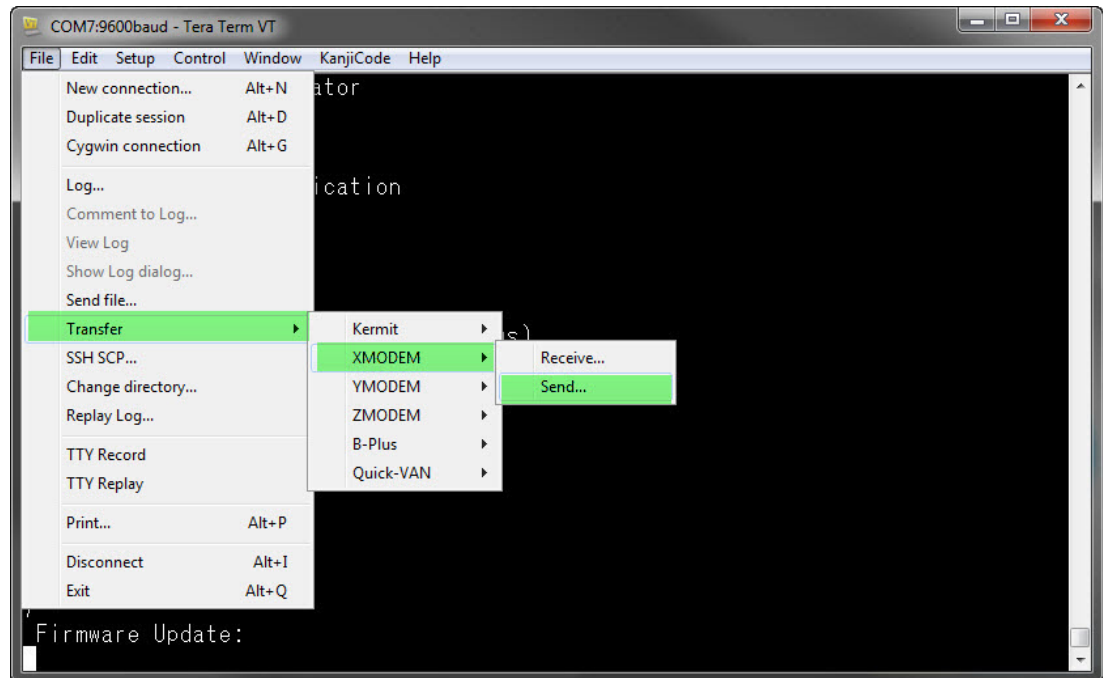 COM7:9600baud - Tera Term VT
File Edit Setup Control Window KanjiCode Help
New connection... Alt+N
Duplicate session Alt+D
Cygwin connection Alt+G
Log...
Comment to Log...
View Log
Show Log dialog...
Send file...
Transfer
SSH SCP...
Change directory...
Replay Log...
TTY Record
TTY Replay
Print... Alt+P
Disconnect Alt+I
Exit Alt+Q
Kermit
XMODEM
YMODEM
ZMODEM
B-Plus
Quick-VAN
Receive...
Send...
ator
ication
s)
Firmware Update: